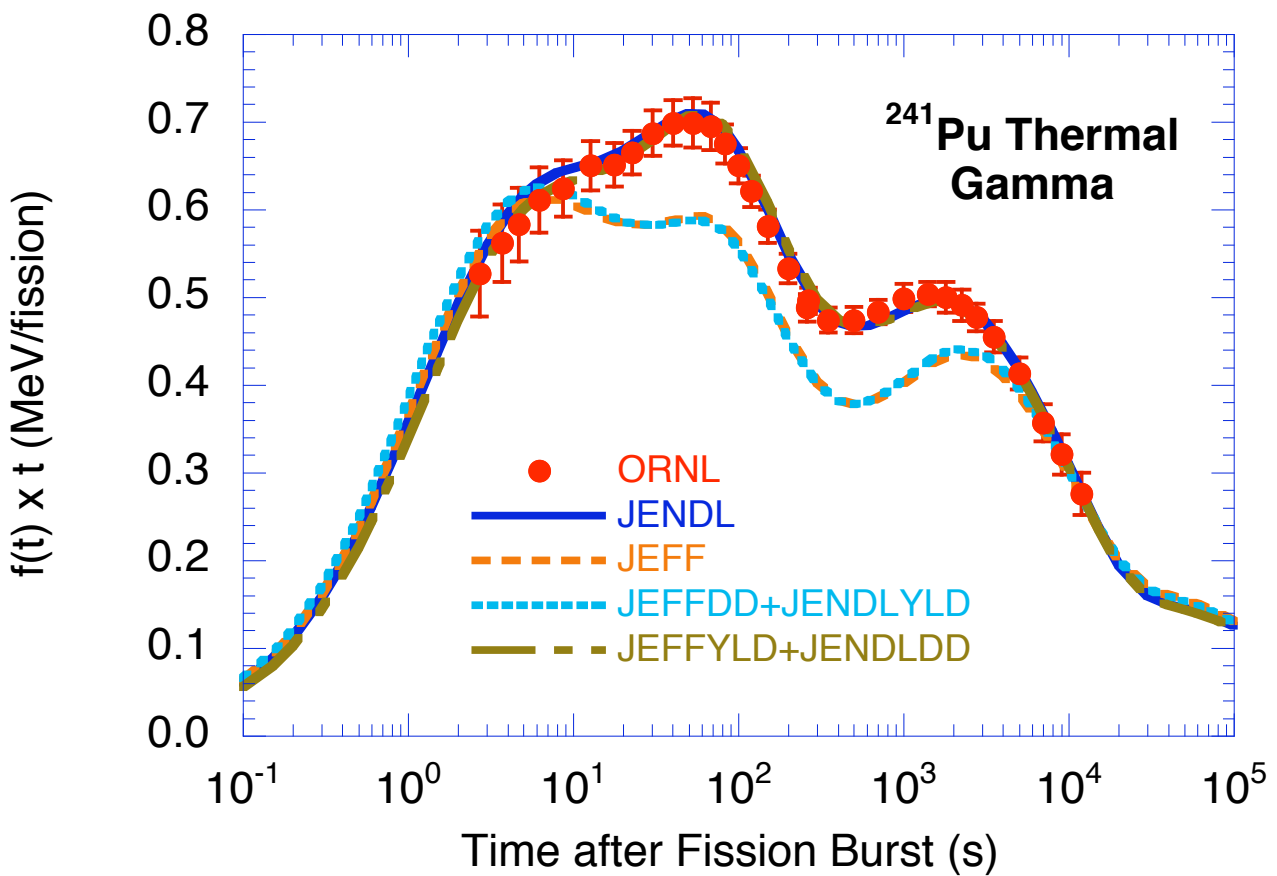 0.8
0.7
0.6
0.5
0.4
0.3
0.2
0.1
0.0
f(t) x t (MeV/fission)
²⁴¹Pu Thermal
Gamma
ORNL
JENDL
JEFF
JEFFDD+JENDLYLD
JEFFYLD+JENDLDD
10⁻¹ 10⁰ 10¹ 10² 10³ 10⁴ 10⁵
Time after Fission Burst (s)